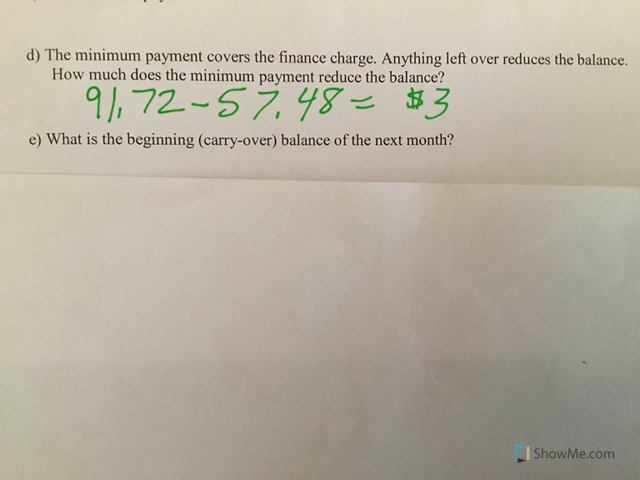 d) The minimum payment covers the finance charge. Anything left over reduces the balance.
How much does the minimum payment reduce the balance?
91.72-57.48= $3
e) What is the beginning (carry-over) balance of the next month?
ShowMe.com